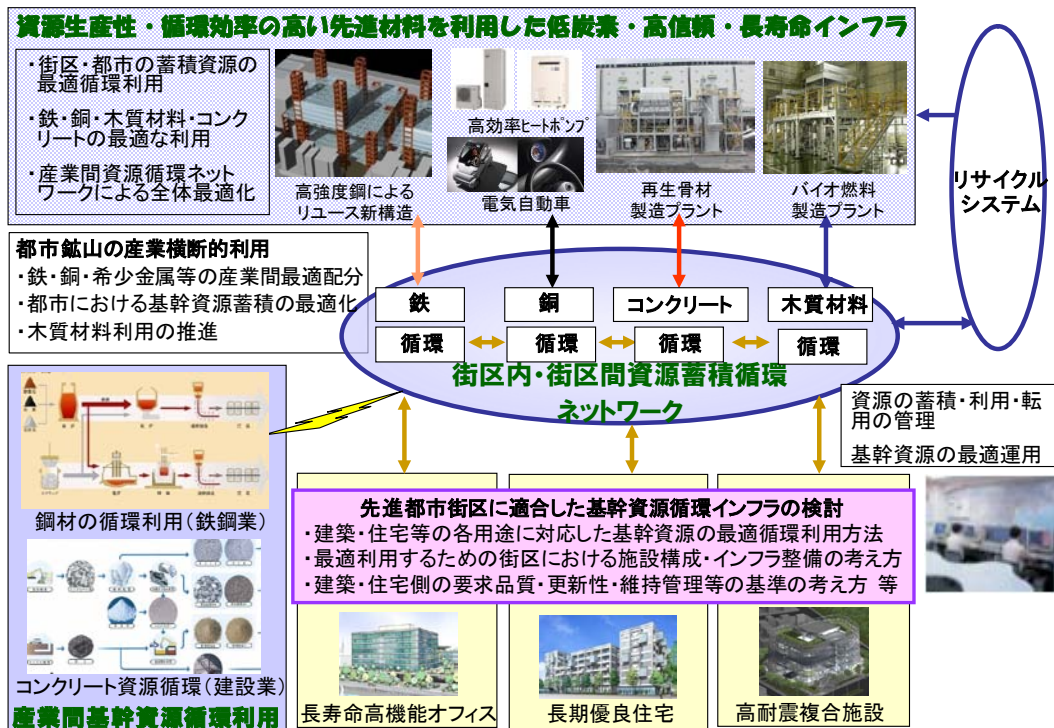 資源生産性・循環効率の高い先進材料を利用した低炭素・高信頼・長寿命インフラ
・街区・都市の蓄積資源の
最適循環利用
・鉄・銅・木質材料・コンク
リートの最適な利用
・産業間資源循環ネット
ワークによる全体最適化
高強度鋼による
リユース新構造
高効率ﾋｰﾄﾎﾟﾝﾌﾟ
電気自動車
再生骨材
製造プラント
バイオ燃料
製造プラント
リサイクル
システム
都市鉱山の産業横断的利用
・鉄・銅・希少金属等の産業間最適配分
・都市における基幹資源蓄積の最適化
・木質材料利用の推進
鉄
銅
コンクリート
木質材料
循環
循環
循環
循環
街区内・街区間資源蓄積循環
ネットワーク
資源の蓄積・利用・転
用の管理
基幹資源の最適運用
鋼材の循環利用(鉄鋼業)
コンクリート資源循環(建設業)
産業間基幹資源循環利用
先進都市街区に適合した基幹資源循環インフラの検討
・建築・住宅等の各用途に対応した基幹資源の最適循環利用方法
・最適利用するための街区における施設構成・インフラ整備の考え方
・建築・住宅側の要求品質・更新性・維持管理等の基準の考え方 等
長寿命高機能オフィス
長期優良住宅
高耐震複合施設